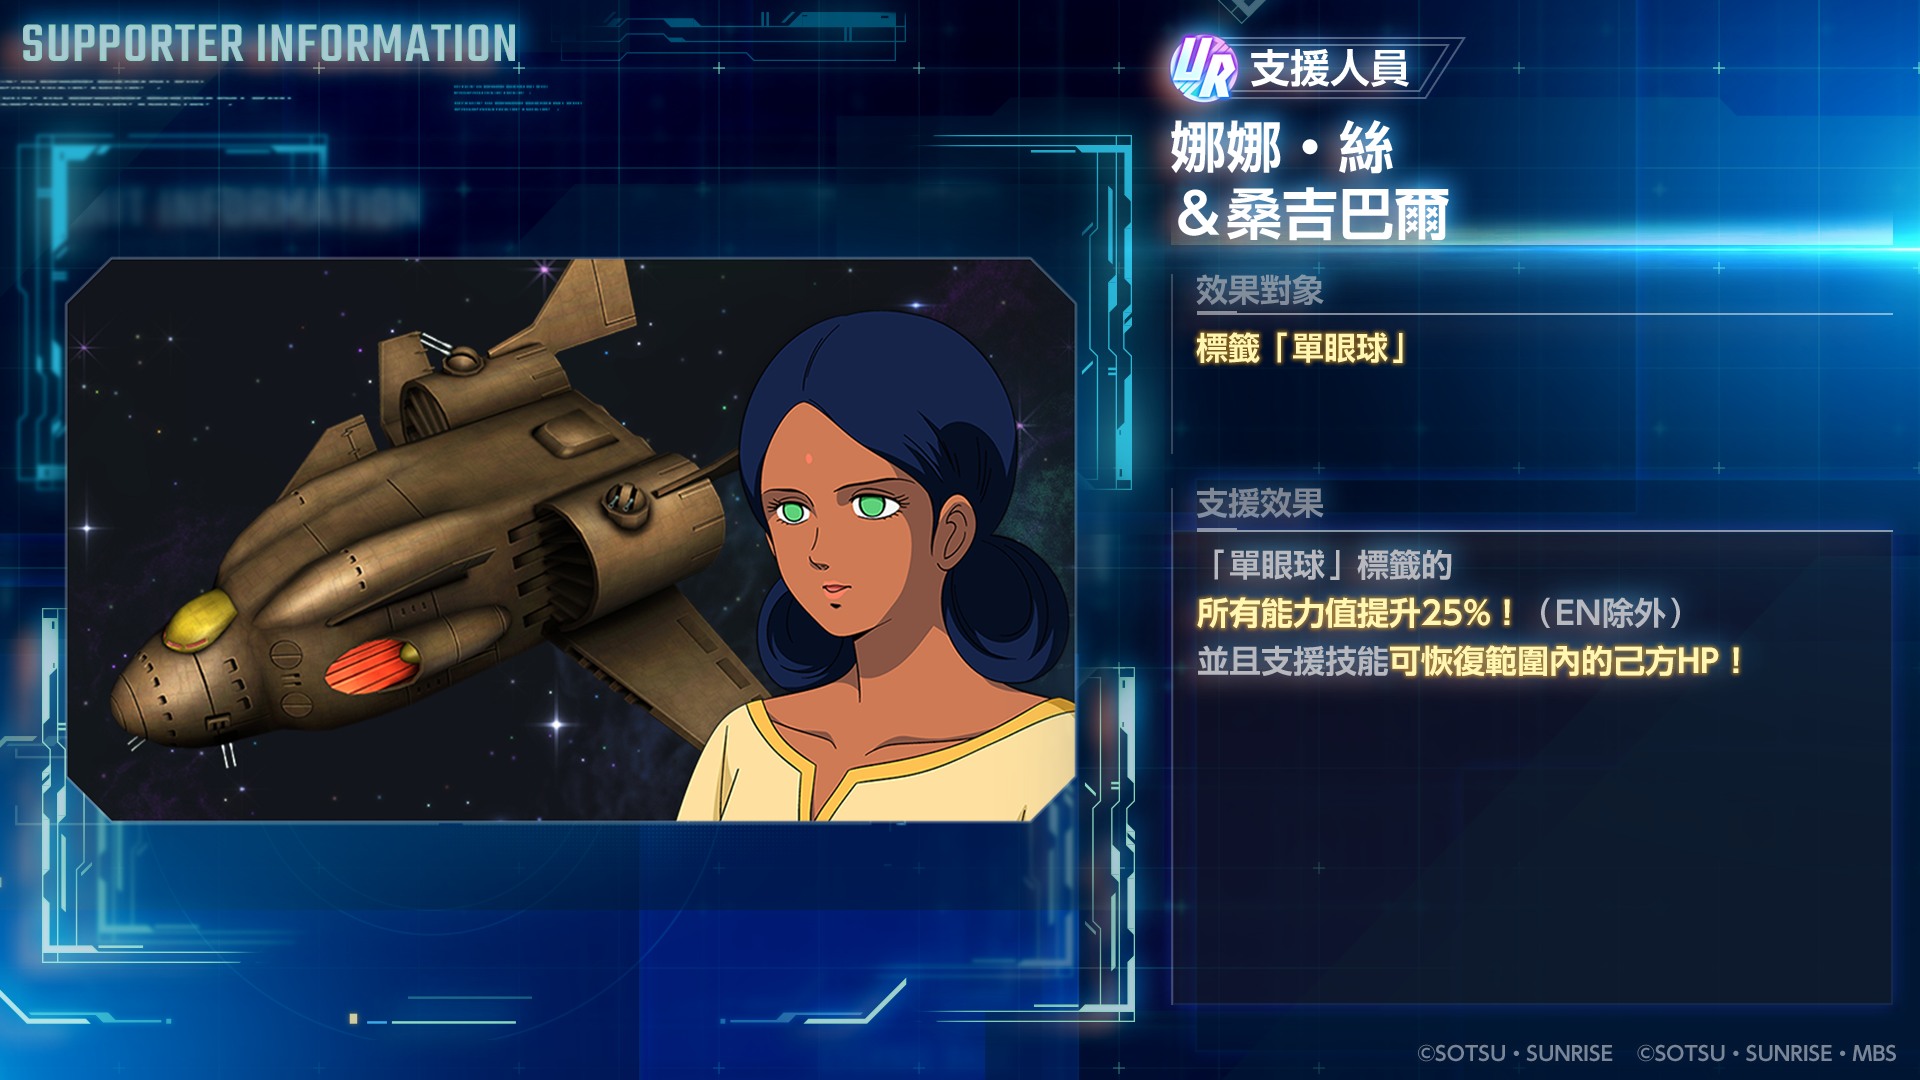 SUPPORTER INFORMATION
INFORMATION
UR 支援人員
娜娜・絲
＆桑吉巴爾
效果對象
標籤「單眼球」
支援效果
「單眼球」標籤的
所有能力值提升25%！（EN除外）
並且支援技能可恢復範圍內的己方HP！
©SOTSU・SUNRISE ©SOTSU・SUNRISE・MBS